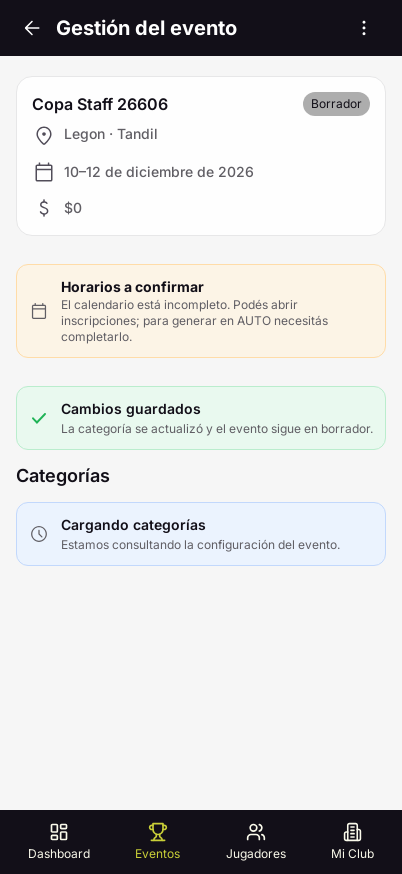 Gestión del evento
Copa Staff 26606
Borrador
Legon · Tandil
10–12 de diciembre de 2026
$0
Horarios a confirmar
El calendario está incompleto. Podés abrir
inscripciones; para generar en AUTO necesitás
completarlo.
Cambios guardados
La categoría se actualizó y el evento sigue en borrador.
Categorías
Cargando categorías
Estamos consultando la configuración del evento.
Dashboard
Eventos
Jugadores
Mi Club